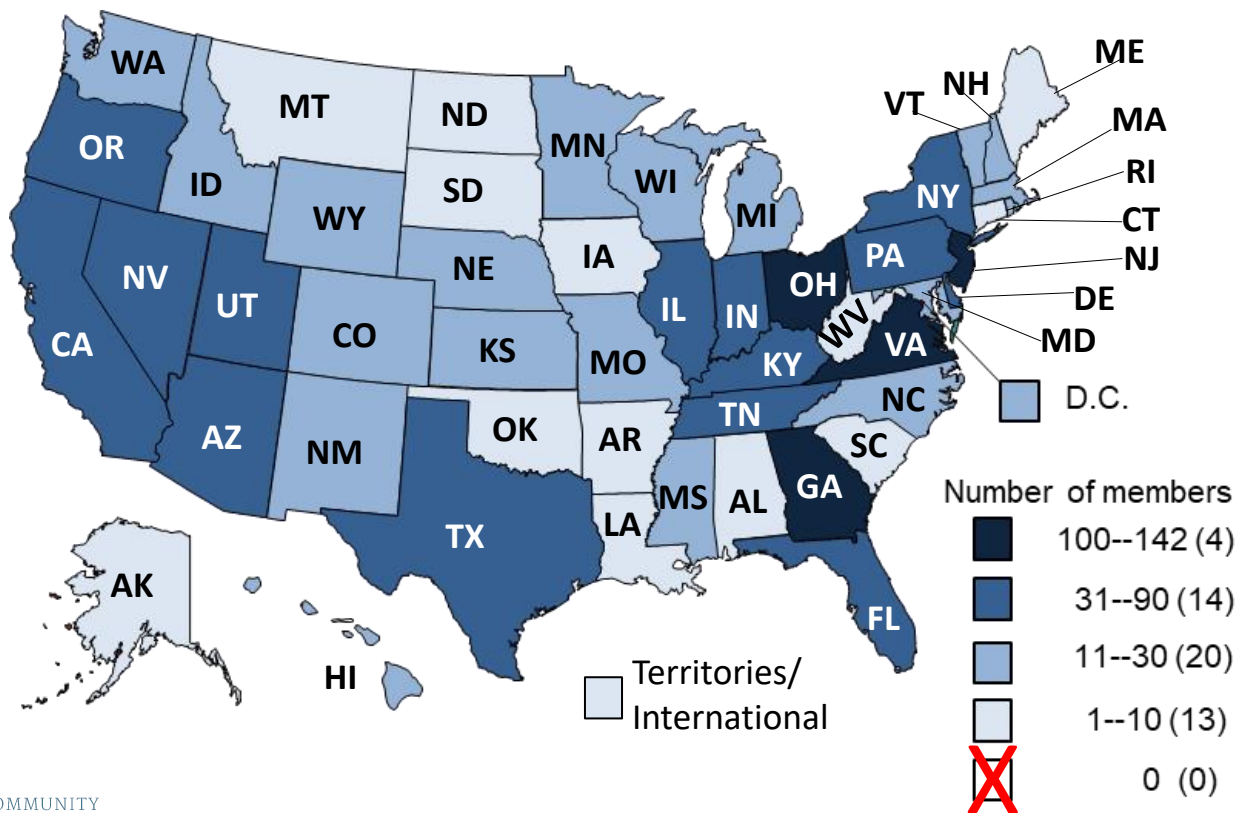 ME
NH
VT
WA
MT
ND
MN
MA
OR
ID
SD
WI
MI
NY
RI
WY
CT
IA
NE
PA
NJ
NV
UT
OH
IL
IN
WV
DE
CA
CO
KS
MO
KY
VA
MD
D.C.
NC
TN
AZ
NM
OK
AR
SC
MS
AL
GA
LA
TX
Number of members
100--142 (4)
AK
31--90 (14)
FL
HI
11--30 (20)
Territories/
International
1--10 (13)
0 (0)
OMMUNITY